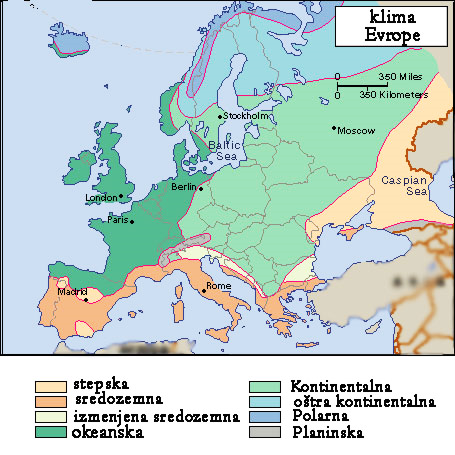 klima
Evrope
0 350 Miles
0 350 Kilometers
Stockholm
Baltic
Sea
Moscow
Caspian
Sea
Berlin
London
Paris
Madrid
Rome
stepska
sredozemna
izmenjena sredozemna
okeanska
Kontinentalna
oštra kontinentalna
Polarna
Planinska